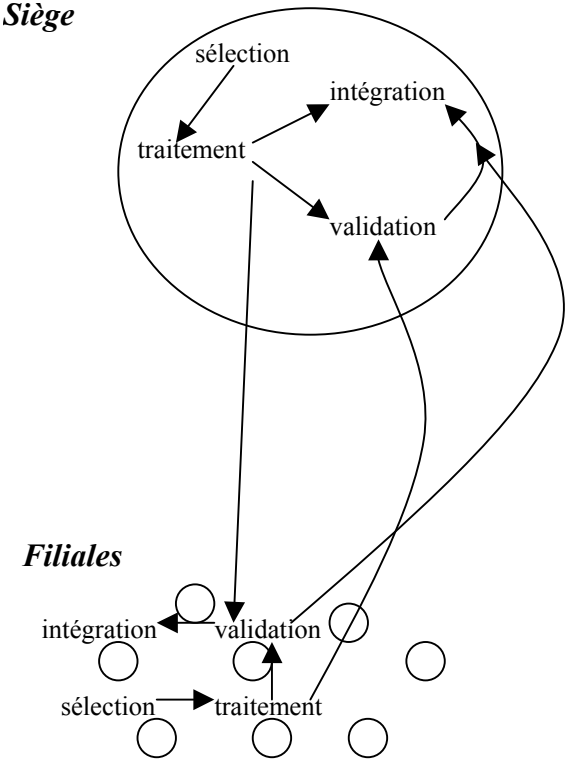 Siège
sélection
intégration
traitement
validation
Filiales
intégration
validation
sélection
traitement